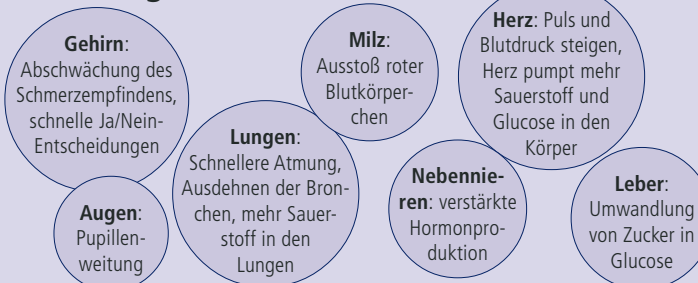 Gehirn:
Abschwächung des
Schmerzempfindens,
schnelle Ja/Nein-
Entscheidungen
Augen:
Pupillen-
weitung
Lungen:
Schnellere Atmung,
Ausdehnen der Bron-
chen, mehr Sauer-
stoff in den
Lungen
Milz:
Ausstoß roter
Blutkörper-
chen
Nebennie-
ren: verstärkte
Hormonpro-
duktion
Herz: Puls und
Blutdruck steigen,
Herz pumpt mehr
Sauerstoff und
Glucose in den
Körper
Leber:
Umwandlung
von Zucker in
Glucose